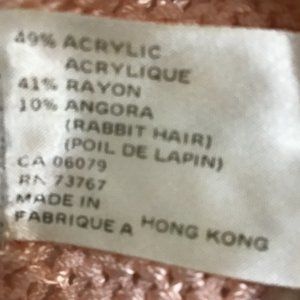 49% ACRYLIC
ACRYLIQUE
41% RAYON
10% ANGORA
(RABBIT HAIR)
(POIL DE LAPIN)
CA 06079
RN 73767
MADE IN
FABRIQUE A HONG KONG